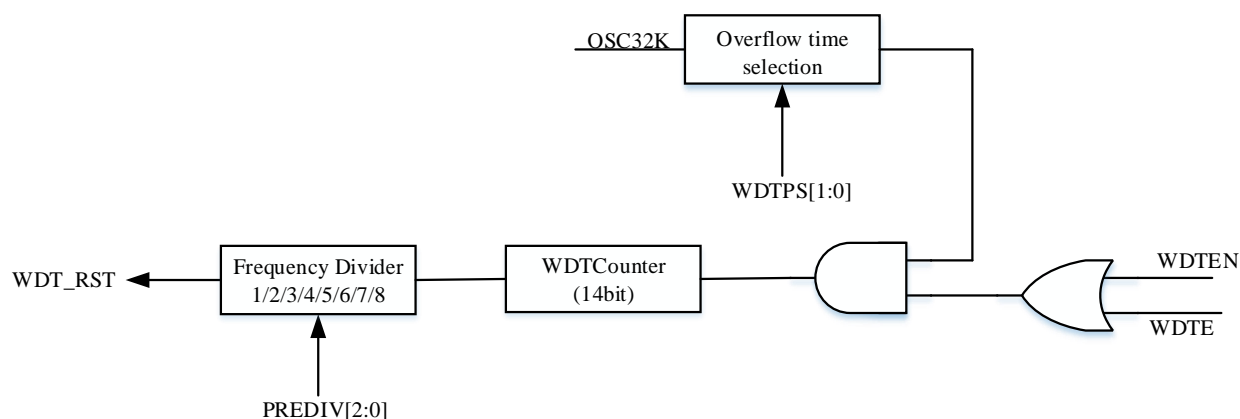 OSC32K
Overflow time
selection
WDTPS[1:0]
WDT_RST
Frequency Divider
1/2/3/4/5/6/7/8
WDTCounter
(14bit)
WDTEN
WDTE
PREDIV[2:0]